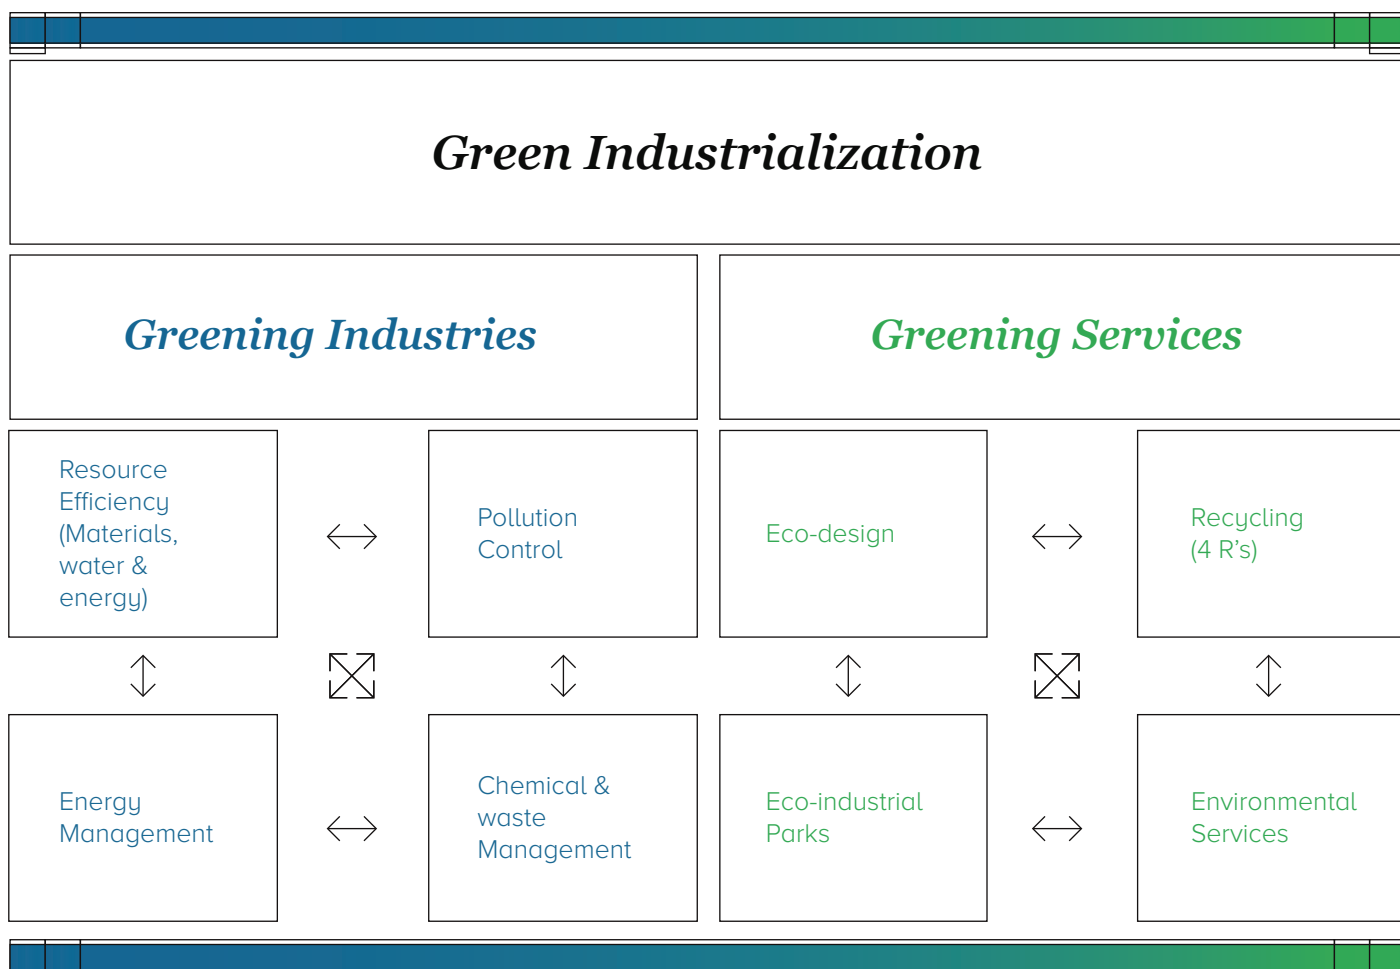 Green Industrialization
Greening Industries
Greening Services
Resource
Efficiency
(Materials,
water &
energy)
Pollution
Control
Eco-design
Recycling
(4 R’s)
Energy
Management
Chemical &
waste
Management
Eco-industrial
Parks
Environmental
Services